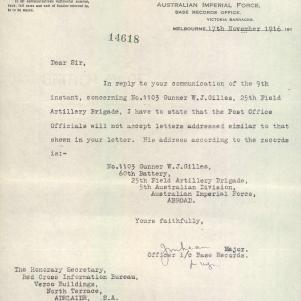 AUSTRALIAN IMPERIAL FORCE,
BASE RECORDS OFFICE,
VICTORIA BARRACKS,
MELBOURNE, 17th November 1916
14618
Dear Sir,
In reply to your communication of the 9th
instant, concerning No.1103 Gunner W.J.Gilles, 25th Field
Artillery Brigade, I have to state that the Post Office
Officials will not accept letters addressed similar to that
shewn in your letter. His address according to the records
is:-
No.1103 Gunner W.J.Gilles,
60th Battery,
25th Field Artillery Brigade,
5th Australian Division,
Australian Imperial Force,
ABROAD.
Yours faithfully,
Major.
Officer i/c Base Records.
The Honorary Secretary,
Red Cross Information Bureau,
Verco Buildings,
North Terrace,
ADELAIDE, S.A.